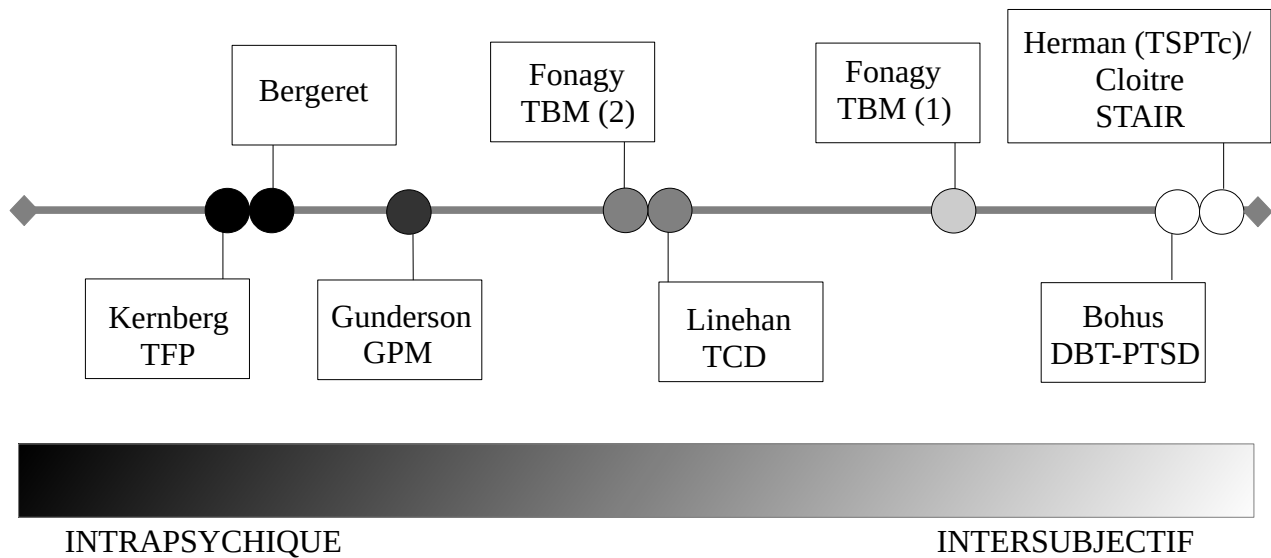 Bergeret
Fonagy
TBM (2)
Fonagy
TBM (1)
Herman (TSPTc)/
Cloitre
STAIR
Kernberg
TFP
Gunderson
GPM
Linehan
TCD
Bohus
DBT-PTSD
INTRAPSYCHIQUE
INTERSUBJECTIF